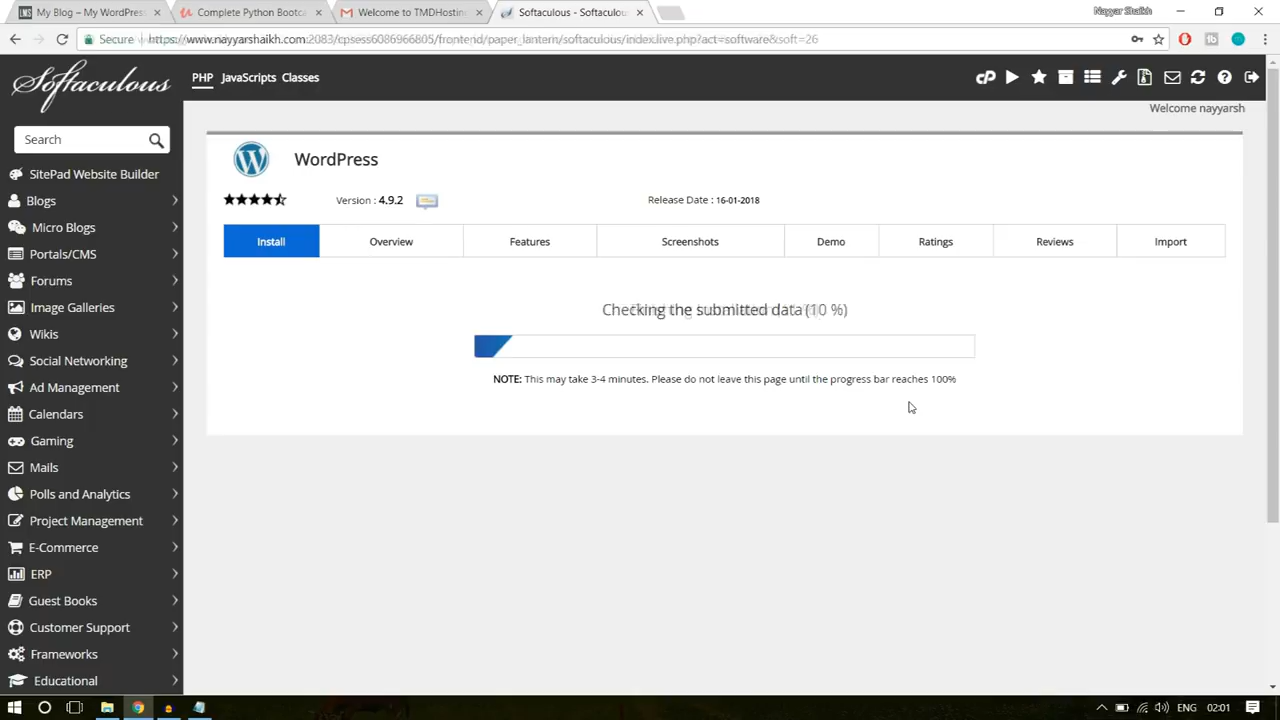 My Blog – My WordPress
Complete Python Bootca
Welcome to TMDHosting
Softaculous - Softaculou
Nayyar Shaikh
Secure https://www.nayyarshaikh.com:2083/cpsess6086966805/frontend/paper_lantern/softaculous/index.live.php?act=software&soft=26
Softaculous
PHP JavaScripts Classes
Welcome nayyarsh
Search
SitePad Website Builder
Blogs
Micro Blogs
Portals/CMS
Forums
Image Galleries
Wikis
Social Networking
Ad Management
Calendars
Gaming
Mails
Polls and Analytics
Project Management
E-Commerce
ERP
Guest Books
Customer Support
Frameworks
Educational
WordPress
Version : 4.9.2
Release Date : 16-01-2018
Install Overview Features Screenshots Demo Ratings Reviews Import
Checking the submitted data (10 %)
NOTE: This may take 3-4 minutes. Please do not leave this page until the progress bar reaches 100%
ENG 02:01